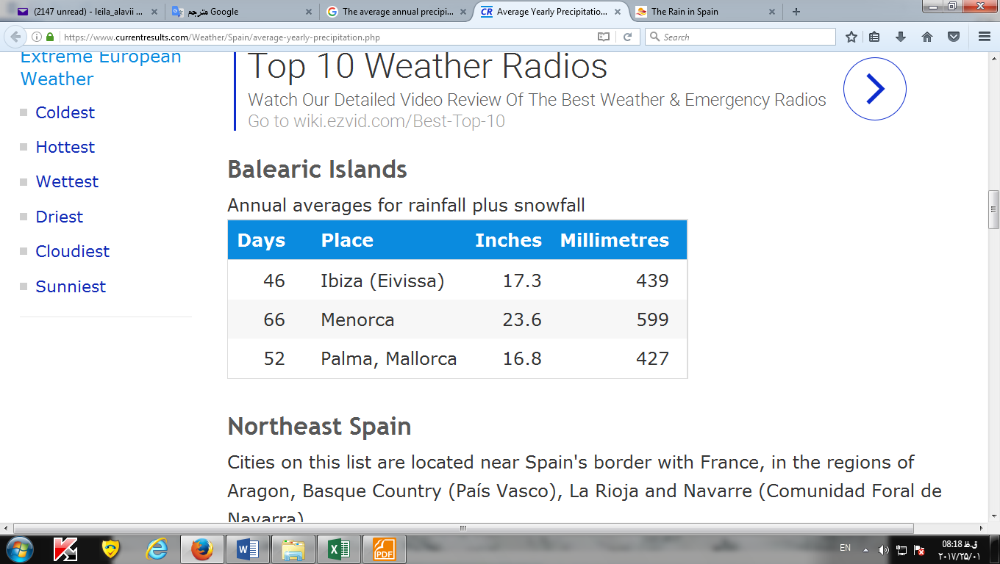 (2147 unread) - leila_alavii ...
مترجم Google
The average annual precipi...
Average Yearly Precipitatio...
The Rain in Spain
https://www.currentresults.com/Weather/Spain/average-yearly-precipitation.php
Search
Extreme European
Weather
Coldest
Hottest
Wettest
Driest
Cloudiest
Sunniest
Top 10 Weather Radios
Watch Our Detailed Video Review Of The Best Weather & Emergency Radios
Go to wiki.ezvid.com/Best-Top-10
Balearic Islands
Annual averages for rainfall plus snowfall
Days Place Inches Millimetres
46 Ibiza (Eivissa) 17.3 439
66 Menorca 23.6 599
52 Palma, Mallorca 16.8 427
Northeast Spain
Cities on this list are located near Spain's border with France, in the regions of
Aragon, Basque Country (País Vasco), La Rioja and Navarre (Comunidad Foral de
Navarra)
PDF
EN
08:18 ق.ظ
۲۰۱۷/۲۵/۰۱